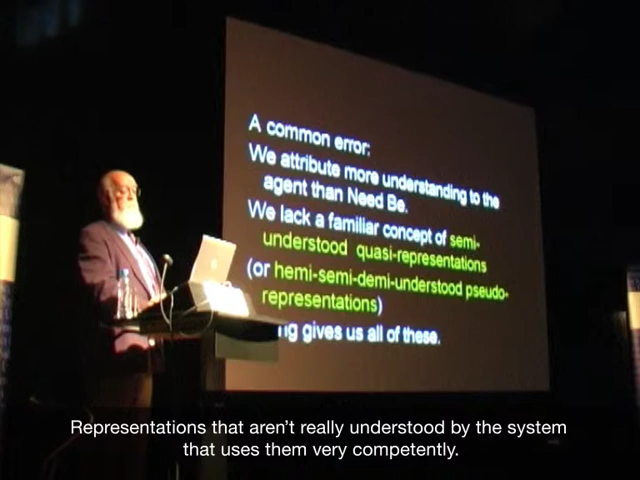 A common error:
We attribute more understanding to the
agent than Need Be.
We lack a familiar concept of semi-
understood quasi-representations
(or hemi-semi-demi-understood pseudo-
representations)
gives us all of these.
Representations that aren’t really understood by the system
that uses them very competently.